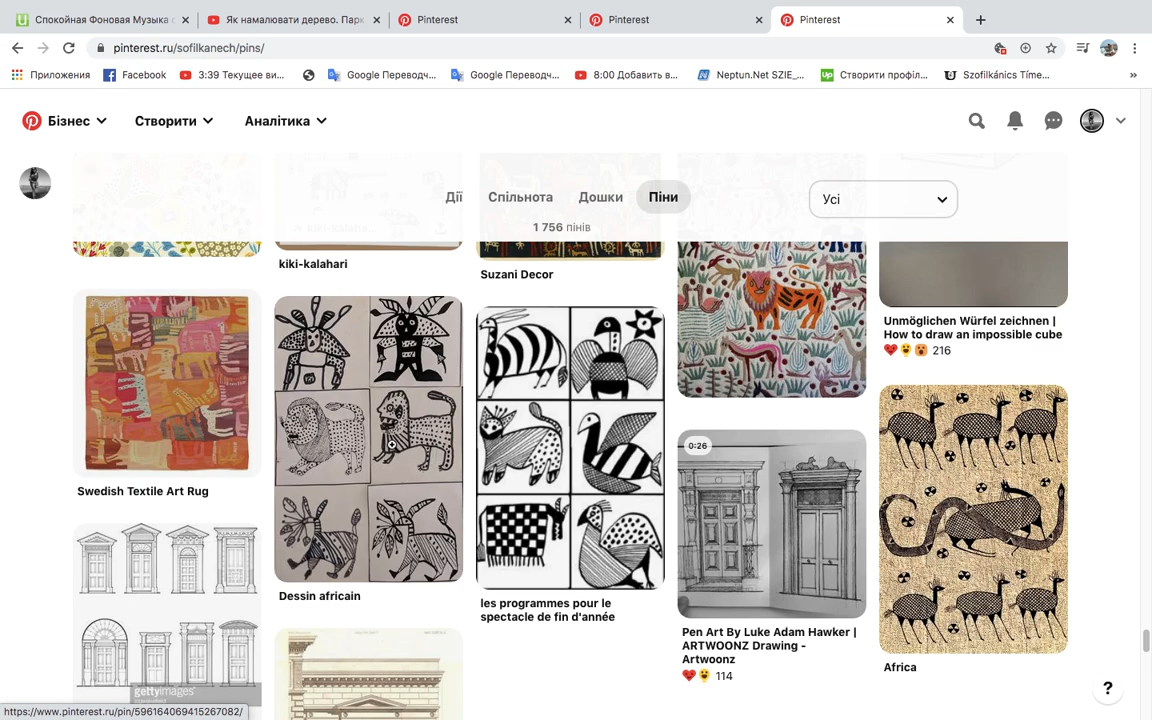 Спокойная Фоновая Музыка
Як намалювати дерево. Парк
Pinterest
Pinterest
Pinterest
pinterest.ru/sofilkanech/pins/
Приложения
Facebook
3:39 Текущее ви...
Google Переводч...
Google Переводч...
8:00 Добавить в...
Neptun.Net SZIE_...
Створити профіл...
Szofilkánics Tíme...
Бізнес
Створити
Аналітика
Дії
Спільнота
Дошки
Піни
Усі
1 756 пінів
kiki-kalahari
Suzani Decor
Unmöglichen Würfel zeichnen |
How to draw an impossible cube
216
Swedish Textile Art Rug
0:26
Dessin africain
les programmes pour le
spectacle de fin d'année
Pen Art By Luke Adam Hawker |
ARTWOONZ Drawing -
Artwoonz
114
Africa
gettyimages
https://www.pinterest.ru/pin/596164069415267082/
?